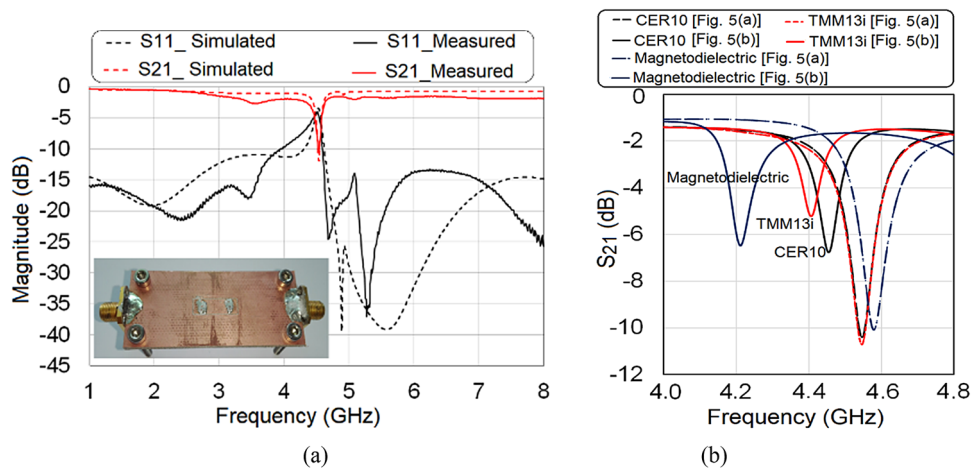 S11_ Simulated
S11_Measured
S21_ Simulated
S21_Measured
0
-5
-10
-15
-20
-25
-30
-35
-40
-45
Magnitude (dB)
1 2 3 4 5 6 7 8
Frequency (GHz)
(a)
CER10 [Fig. 5(a)]
TMM13i [Fig. 5(a)]
CER10 [Fig. 5(b)]
TMM13i [Fig. 5(b)]
Magnetodielectric [Fig. 5(a)]
Magnetodielectric [Fig. 5(b)]
0
-2
-4
-6
-8
-10
-12
S21 (dB)
Magnetodielectric
TMM13i
CER10
4.0 4.2 4.4 4.6 4.8
Frequency (GHz)
(b)